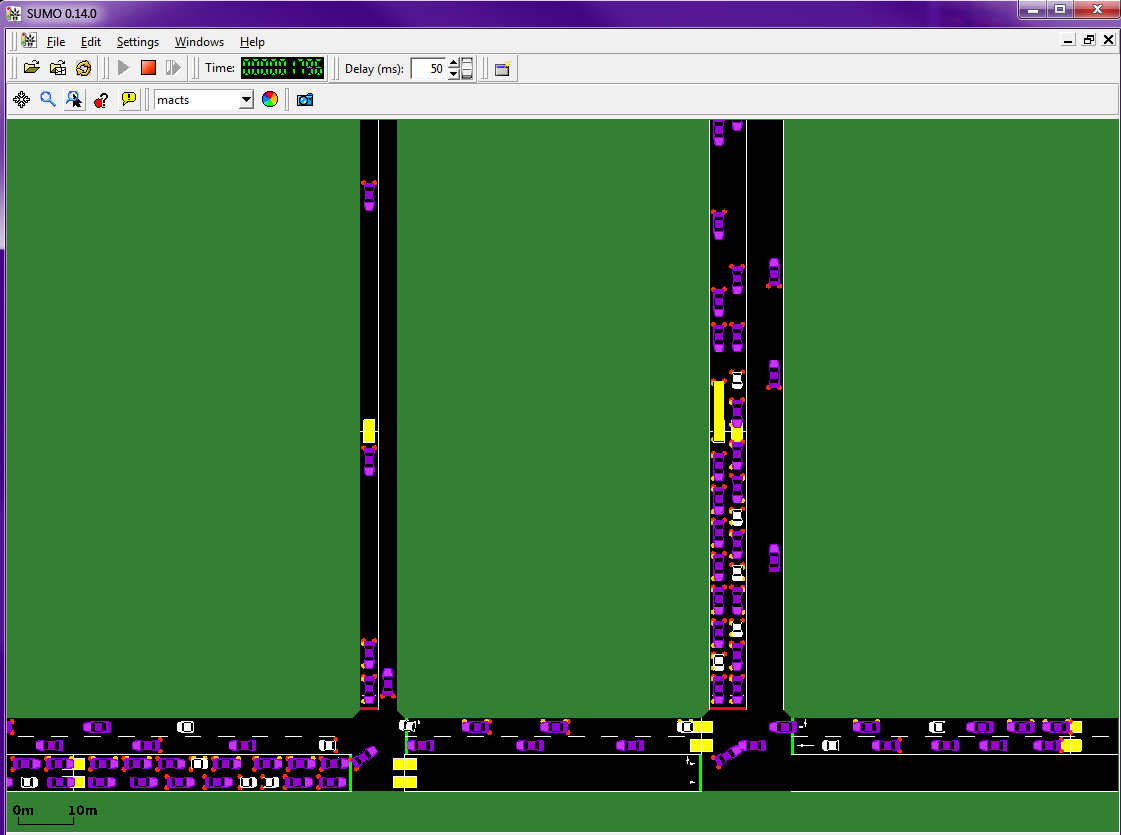 SUMO 0.14.0
File Edit Settings Windows Help
Time: Delay (ms): 50
macts
0m 10m